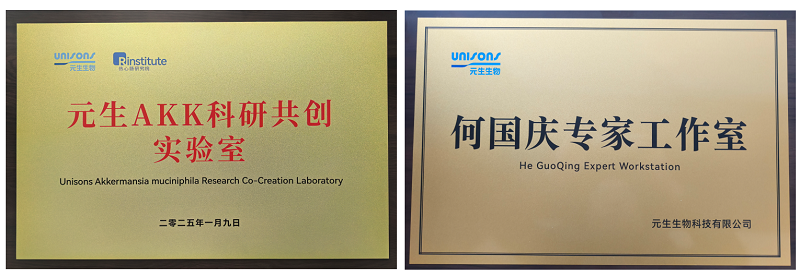 UNISONS
元生生物
Rinstitute
元生AKK科研共创
实验室
Unisons Akkermansia muciniphila Research Co-Creation Laboratory
二零二五年一月九日
UNISONS
元生生物
何国庆专家工作室
He GuoQing Expert Workstation
元生生物科技有限公司